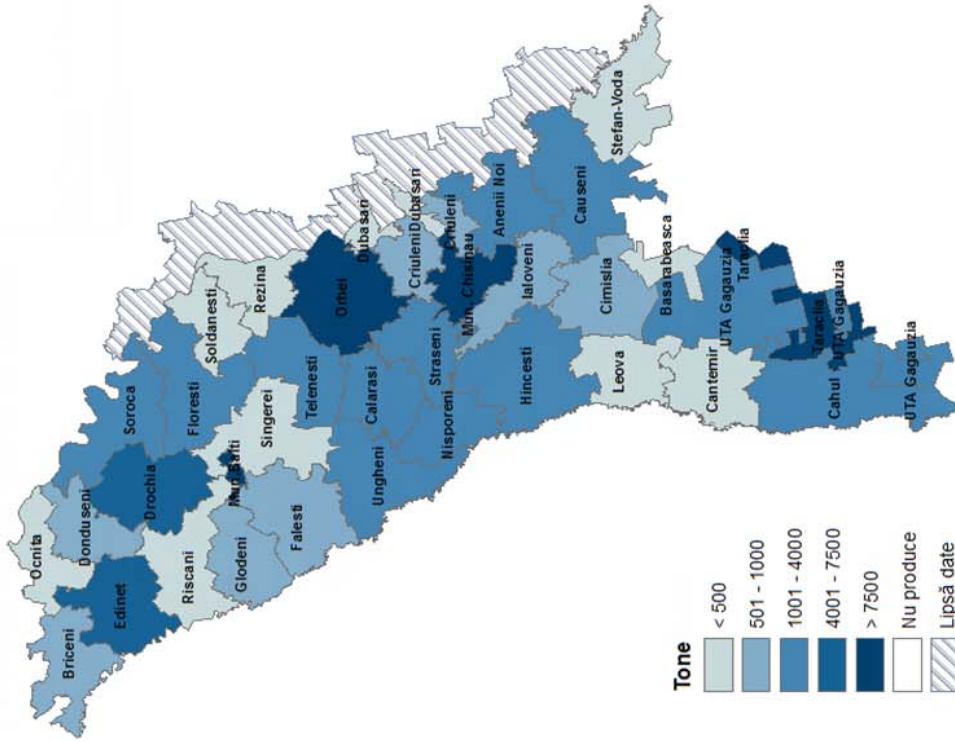 Ocnita
Briceni
Edinet
Donduseni
Drochia
Soroca
Riscani
Floresti
Soldanesti
Glodeni
Mun.Balti
Singerei
Rezina
Falesti
Telenesti
Orhei
Dubasari
Ungheni
Calarasi
Criuleni
Dubasari
Criuleni
Straseni
Mun. Chisinau
Nisporeni
Anenii Noi
Ialoveni
Hincesti
Causeni
Stefan-Voda
Cimislia
Leova
Basarabeasca
Cantemir
UTA Gagauzia
Taraclia
Cahul
Taraclia
UTA Gagauzia
UTA Gagauzia
Tone
< 500
501 - 1000
1001 - 4000
4001 - 7500
> 7500
Nu produce
Lipsă date